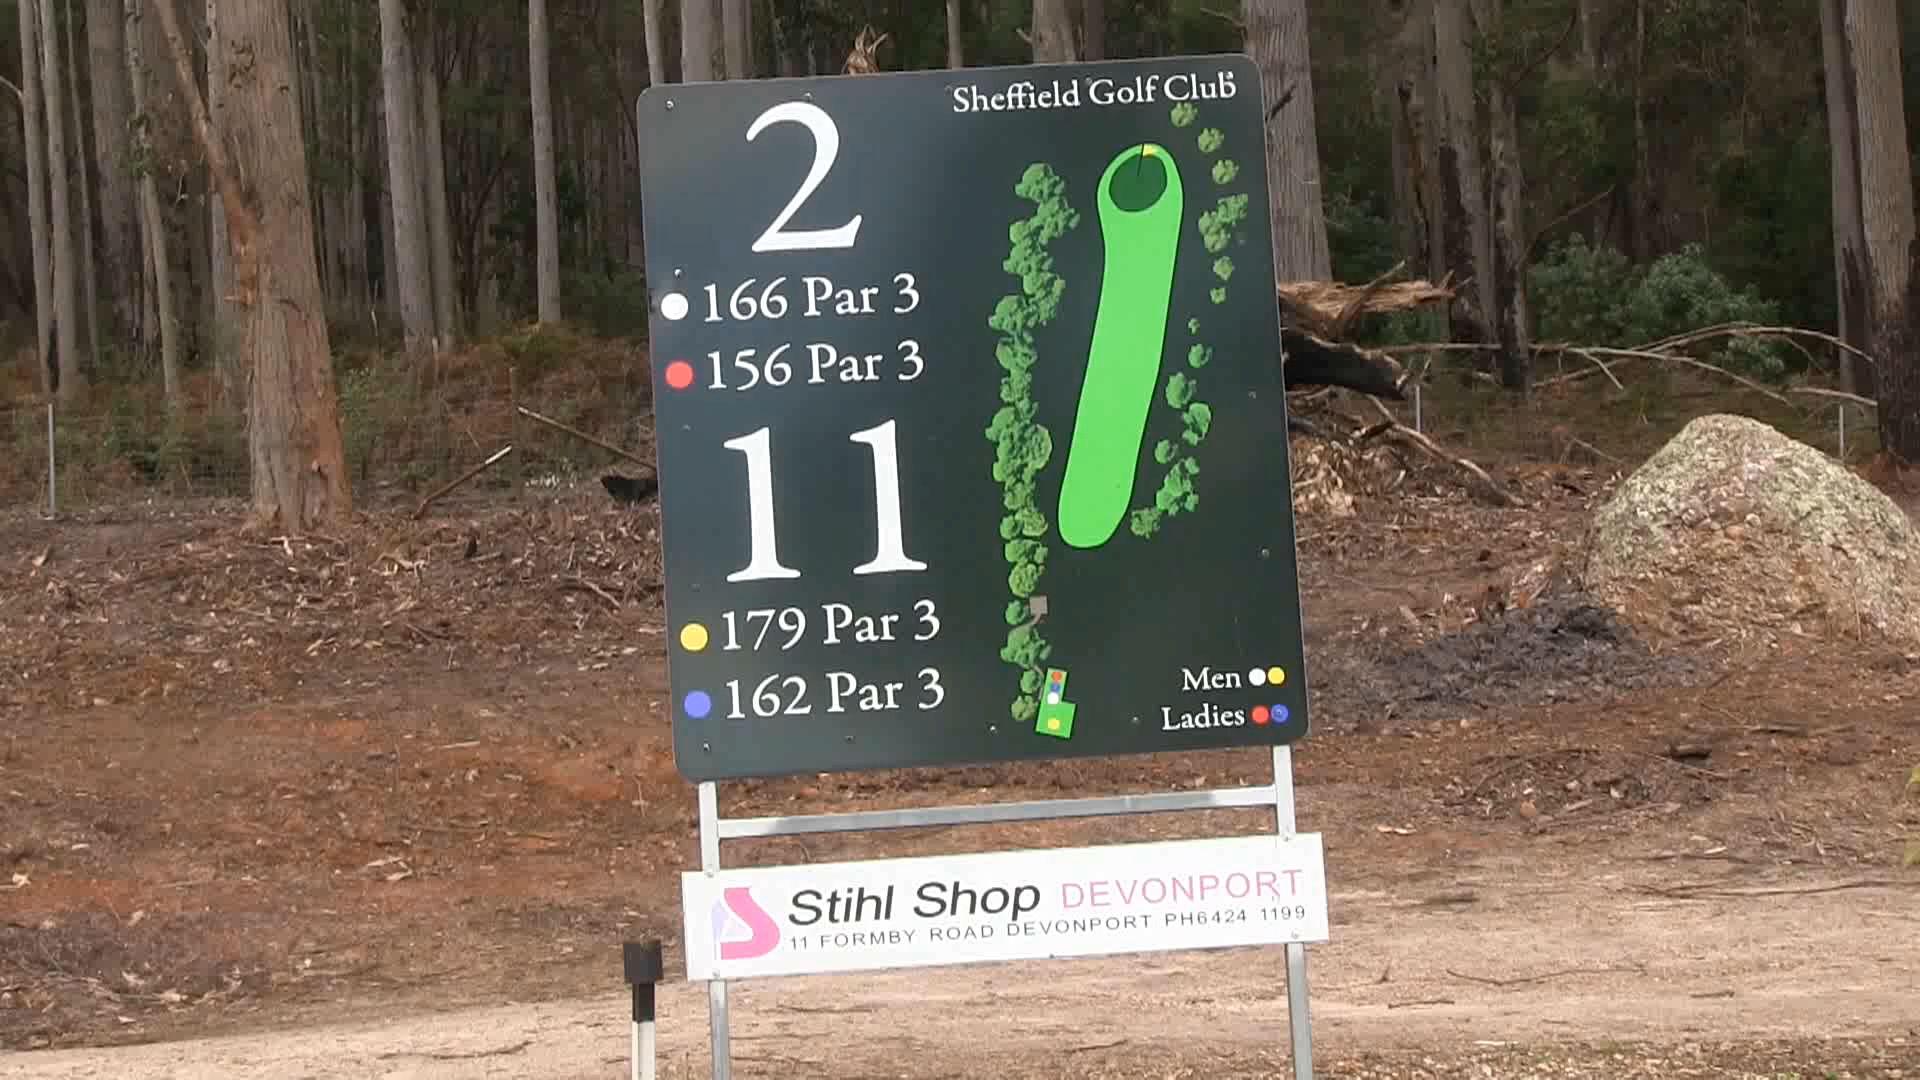 Sheffield Golf Club
2
166 Par 3
156 Par 3
11
179 Par 3
162 Par 3
Men
Ladies
Stihl Shop DEVONPORT
11 FORMBY ROAD DEVONPORT PH6424 1199